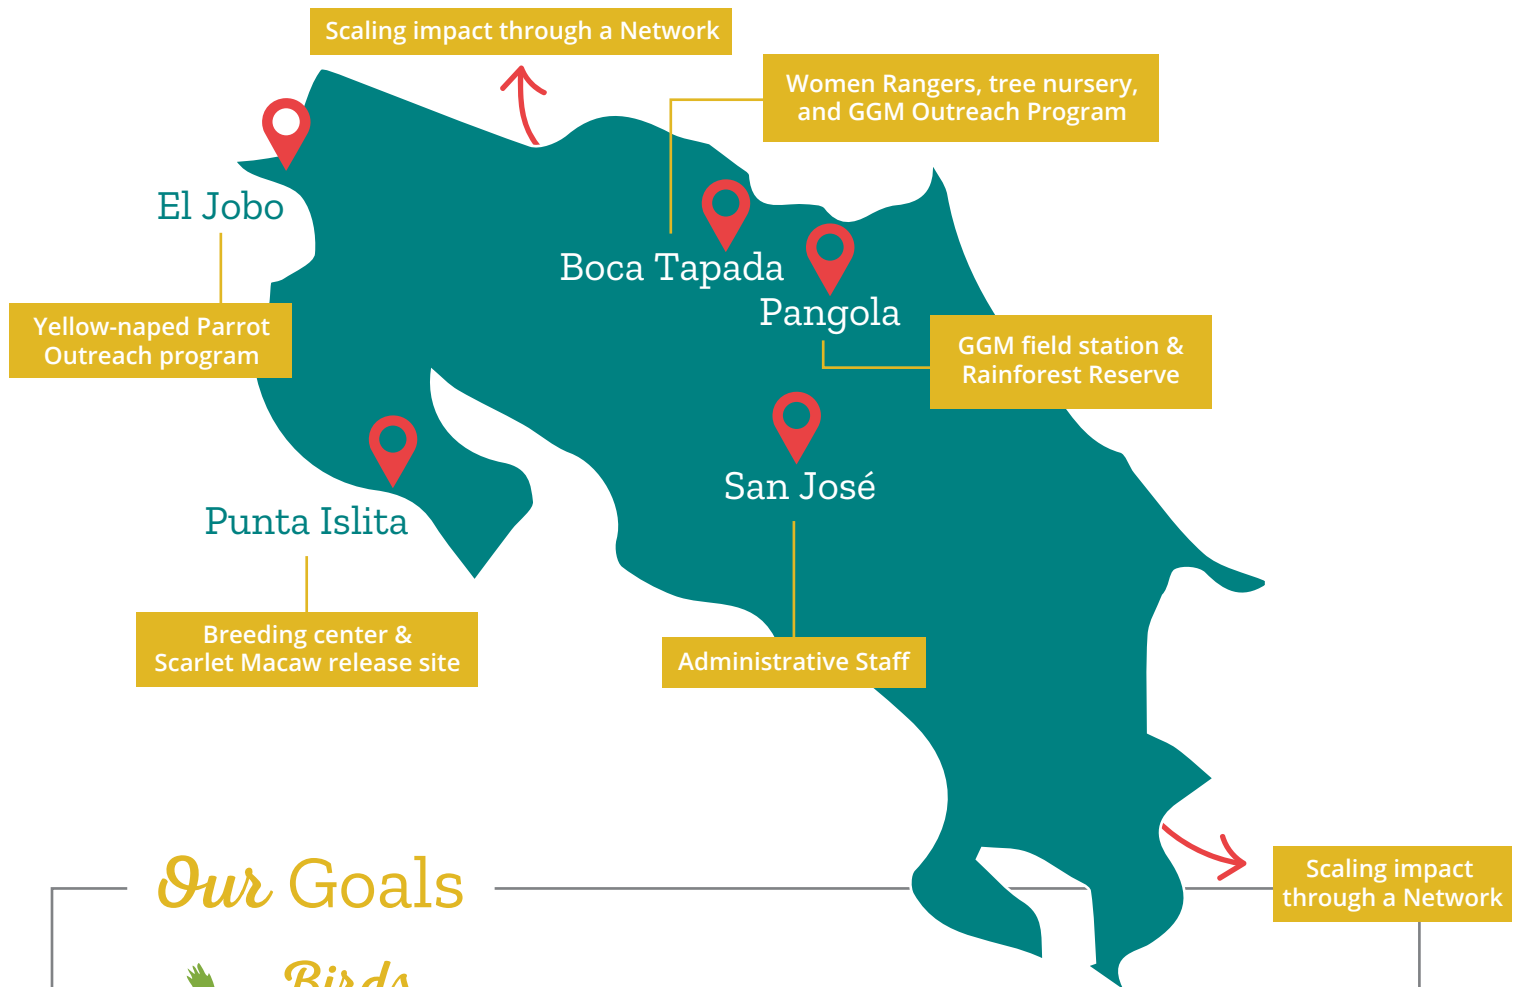 Scaling impact through a Network
Women Rangers, tree nursery,
and GGM Outreach Program
El Jobo
Boca Tapada
Pangola
Yellow-naped Parrot
Outreach program
GGM field station &
Rainforest Reserve
San José
Punta Islita
Breeding center &
Scarlet Macaw release site
Administrative Staff
Our Goals
Scaling impact
through a Network
Birds